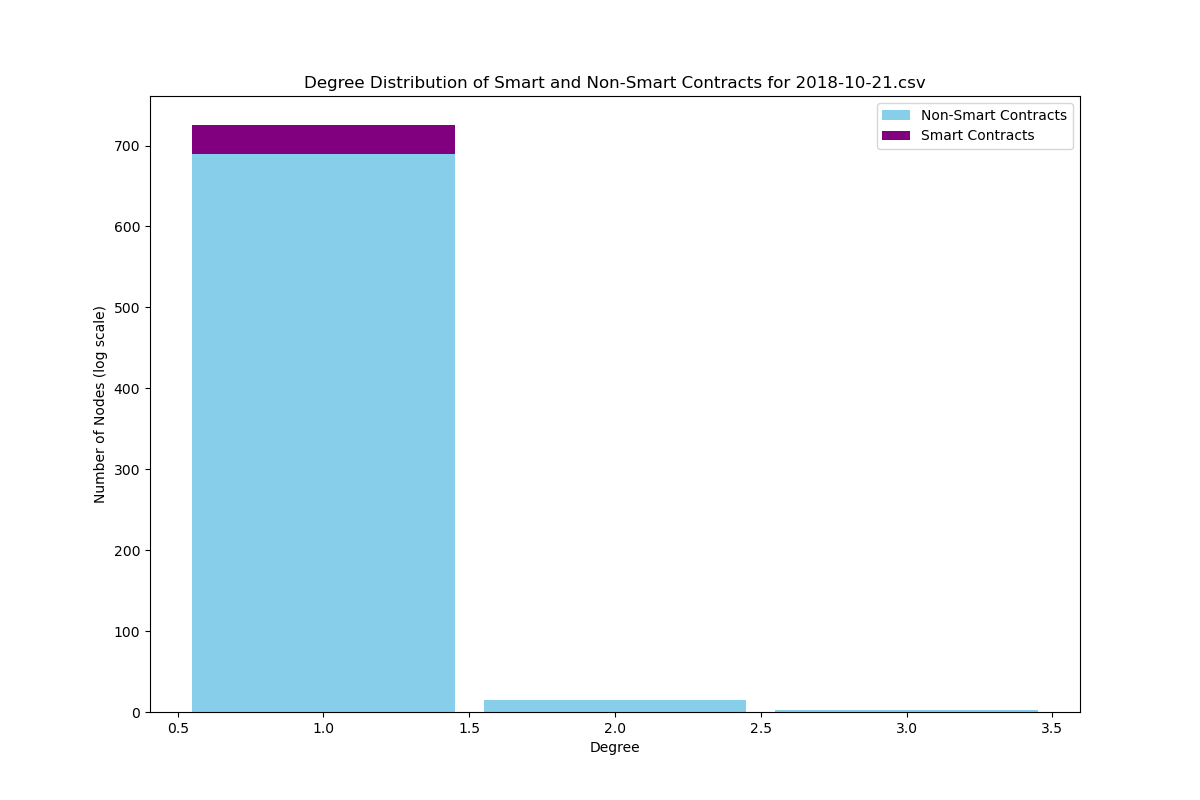 Degree Distribution of Smart and Non-Smart Contracts for 2018-10-21.csv
Non-Smart Contracts
Smart Contracts
Number of Nodes (log scale)
700
600
500
400
300
200
100
0
0.5 1.0 1.5 2.0 2.5 3.0 3.5
Degree